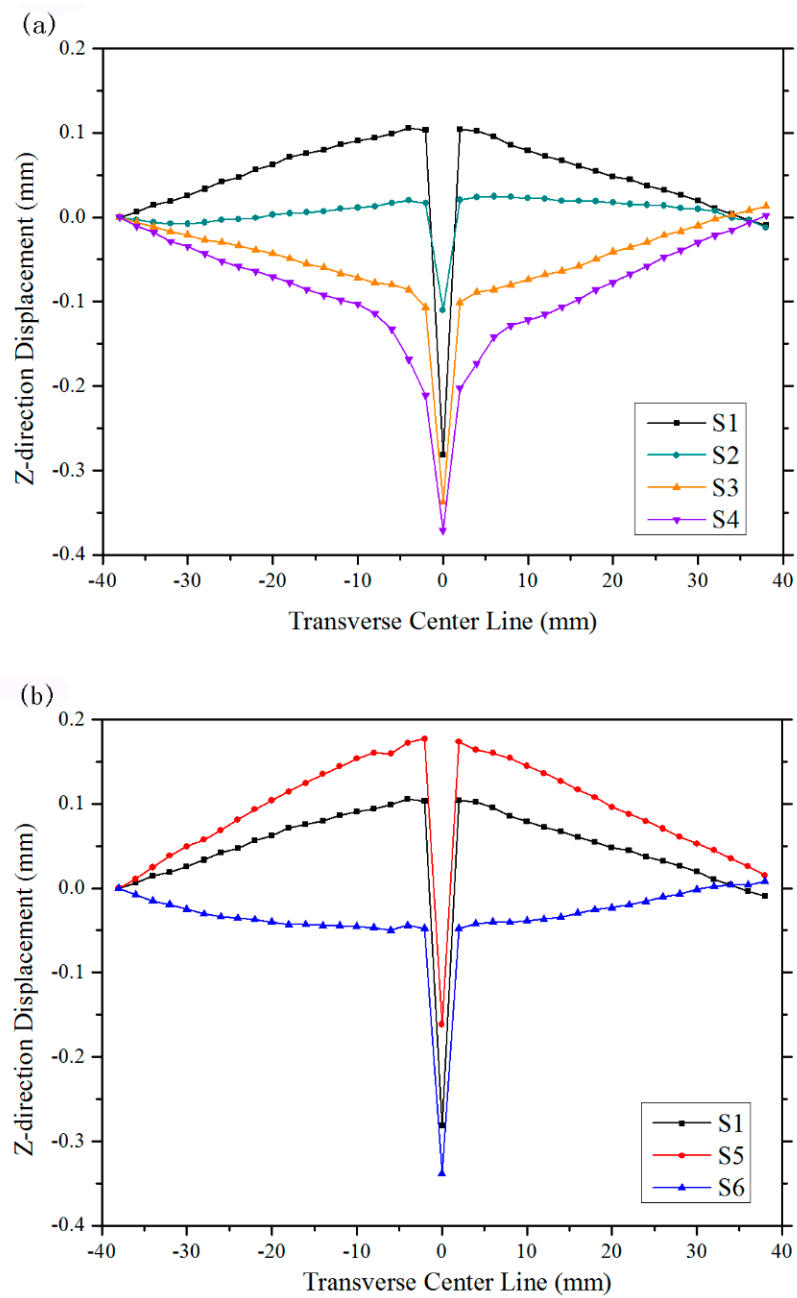 (a)
0.2
0.1
0.0
-0.1
-0.2
-0.3
-0.4
Z-direction Displacement (mm)
S1
S2
S3
S4
-40 -30 -20 -10 0 10 20 30 40
Transverse Center Line (mm)
(b)
0.2
0.1
0.0
-0.1
-0.2
-0.3
-0.4
Z-direction Displacement (mm)
S1
S5
S6
-40 -30 -20 -10 0 10 20 30 40
Transverse Center Line (mm)